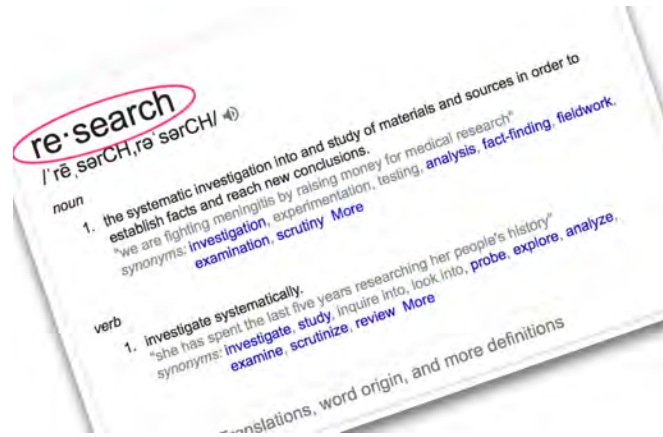 re·search
/ˈrēˌsərCH,rəˈsərCH/
noun
1. the systematic investigation into and study of materials and sources in order to
establish facts and reach new conclusions.
"we are fighting meningitis by raising money for medical research"
synonyms: investigation, experimentation, testing, analysis, fact-finding, fieldwork,
examination, scrutiny More
verb
1. investigate systematically.
"she has spent the last five years researching her people's history"
synonyms: investigate, study, inquire into, look into, probe, explore, analyze,
examine, scrutinize, review More
Translations, word origin, and more definitions